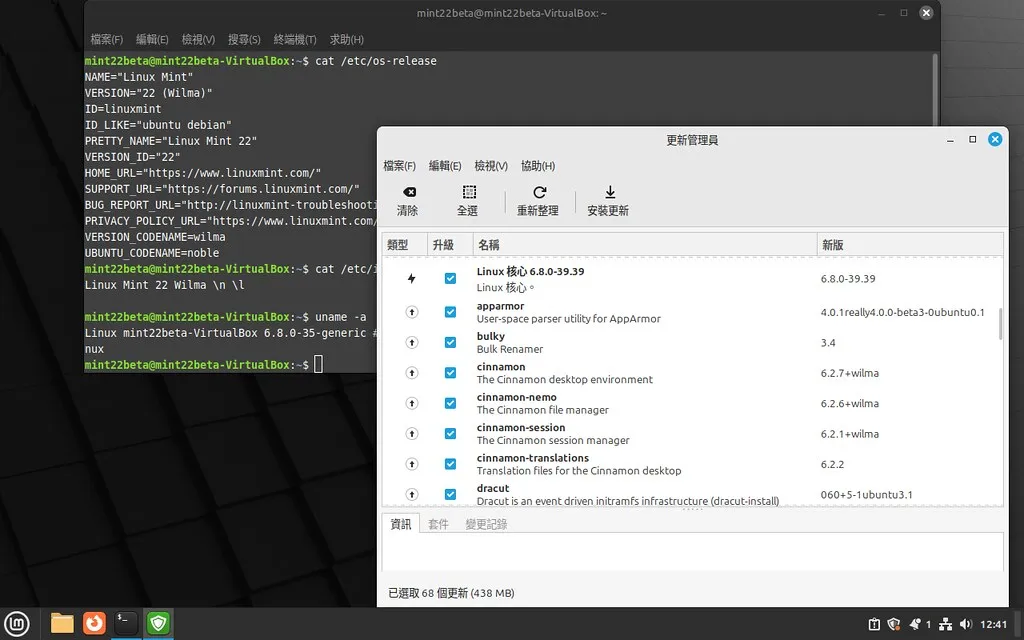 mint22beta@mint22beta-VirtualBox: ~
檔案(F) 編輯(E) 檢視(V) 搜尋(S) 終端機(T) 求助(H)
mint22beta@mint22beta-VirtualBox:~$ cat /etc/os-release
NAME="Linux Mint"
VERSION="22 (Wilma)"
ID=linuxmint
ID_LIKE="ubuntu debian"
PRETTY_NAME="Linux Mint 22"
VERSION_ID="22"
HOME_URL="https://www.linuxmint.com/"
SUPPORT_URL="https://forums.linuxmint.com/"
BUG_REPORT_URL="http://linuxmint-troubleshooti
PRIVACY_POLICY_URL="https://www.linuxmint.com/
VERSION_CODENAME=wilma
UBUNTU_CODENAME=noble
mint22beta@mint22beta-VirtualBox:~$ cat /etc/i
Linux Mint 22 Wilma \n \l
mint22beta@mint22beta-VirtualBox:~$ uname -a
Linux mint22beta-VirtualBox 6.8.0-35-generic #
nux
mint22beta@mint22beta-VirtualBox:~$
更新管理員
檔案(F) 編輯(E) 檢視(V) 協助(H)
清除 全選 重新整理 安裝更新
類型 升級 名稱 新版
Linux 核心 6.8.0-39.39
Linux 核心。
6.8.0-39.39
apparmor
User-space parser utility for AppArmor
4.0.1really4.0.0-beta3-0ubuntu0.1
bulky
Bulk Renamer
3.4
cinnamon
The Cinnamon desktop environment
6.2.7+wilma
cinnamon-nemo
The Cinnamon file manager
6.2.6+wilma
cinnamon-session
The Cinnamon session manager
6.2.1+wilma
cinnamon-translations
Translation files for the Cinnamon desktop
6.2.2
dracut
Dracut is an event driven initramfs infrastructure (dracut-install)
060+5-1ubuntu3.1
資訊 套件 變更記錄
已選取 68 個更新 (438 MB)
1 12:41